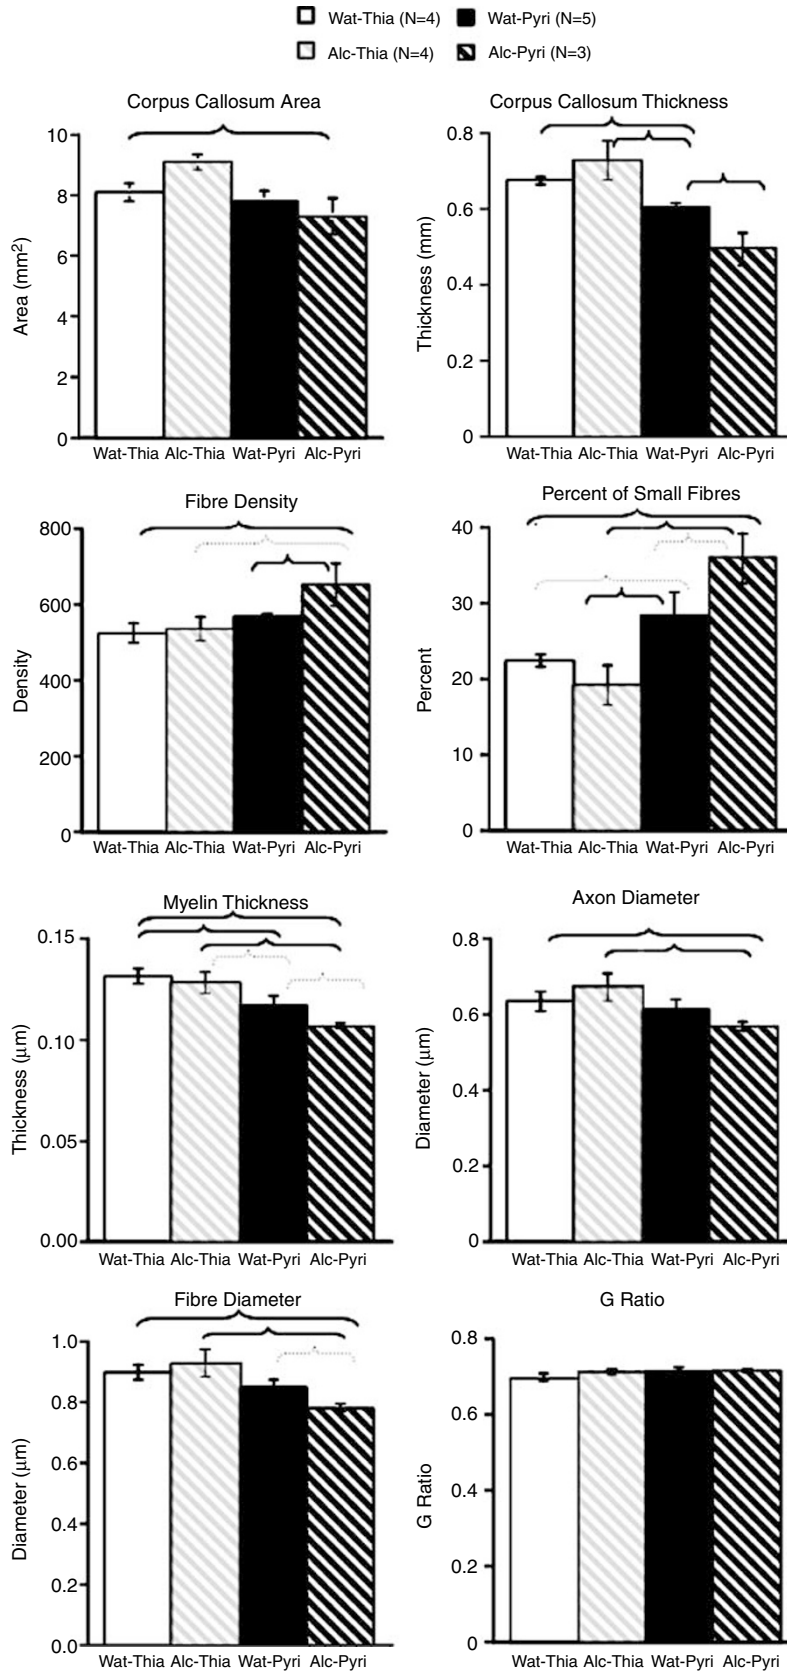 Wat-Thia (N=4) Wat-Pyri (N=5)
Alc-Thia (N=4) Alc-Pyri (N=3)
Corpus Callosum Area
Area (mm²)
10
8
6
4
2
0
Wat-Thia Alc-Thia Wat-Pyri Alc-Pyri
Corpus Callosum Thickness
Thickness (mm)
0.8
0.6
0.4
0.2
0
Wat-Thia Alc-Thia Wat-Pyri Alc-Pyri
Fibre Density
Density
800
600
400
200
0
Wat-Thia Alc-Thia Wat-Pyri Alc-Pyri
Percent of Small Fibres
Percent
40
30
20
10
0
Wat-Thia Alc-Thia Wat-Pyri Alc-Pyri
Myelin Thickness
Thickness (μm)
0.15
0.10
0.05
0.00
Wat-Thia Alc-Thia Wat-Pyri Alc-Pyri
Axon Diameter
Diameter (μm)
0.8
0.6
0.4
0.2
0
Wat-Thia Alc-Thia Wat-Pyri Alc-Pyri
Fibre Diameter
Diameter (μm)
1.0
0.8
0.6
0.4
0.2
0.0
Wat-Thia Alc-Thia Wat-Pyri Alc-Pyri
G Ratio
G Ratio
0.8
0.6
0.4
0.2
0
Wat-Thia Alc-Thia Wat-Pyri Alc-Pyri